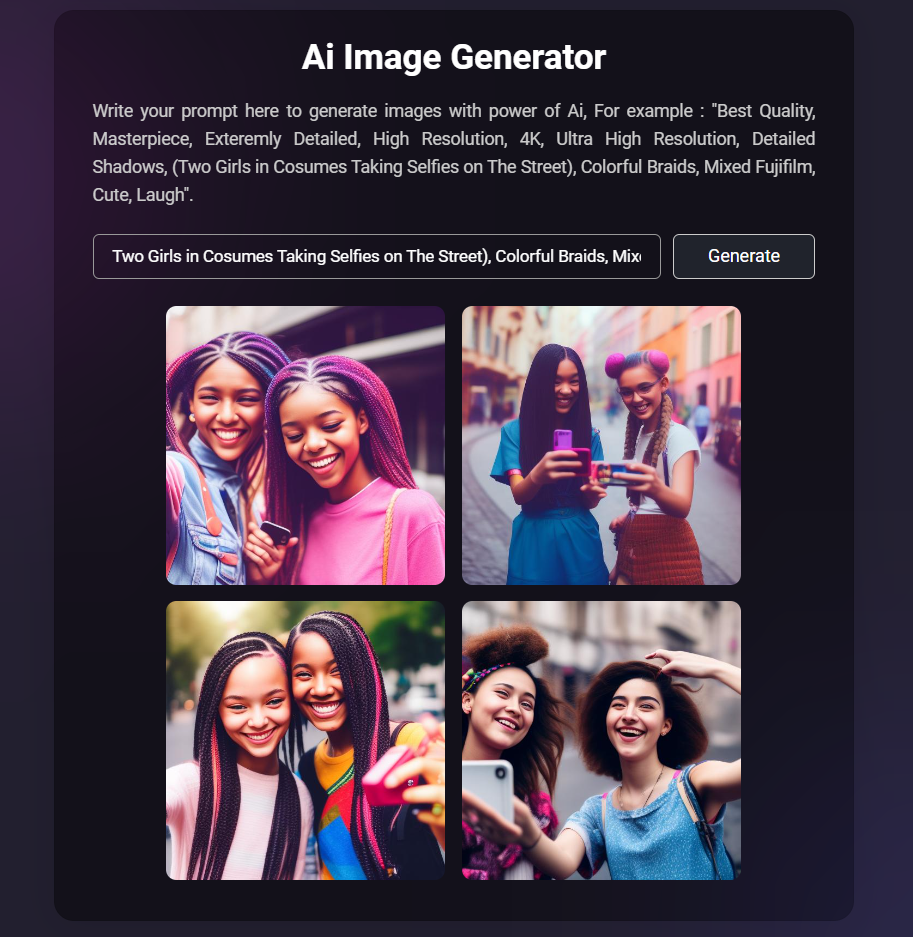 Ai Image Generator
Write your prompt here to generate images with power of Ai, For example : "Best Quality,
Masterpiece, Exteremly Detailed, High Resolution, 4K, Ultra High Resolution, Detailed
Shadows, (Two Girls in Cosumes Taking Selfies on The Street), Colorful Braids, Mixed Fujifilm,
Cute, Laugh".
Two Girls in Cosumes Taking Selfies on The Street), Colorful Braids, Mix
Generate